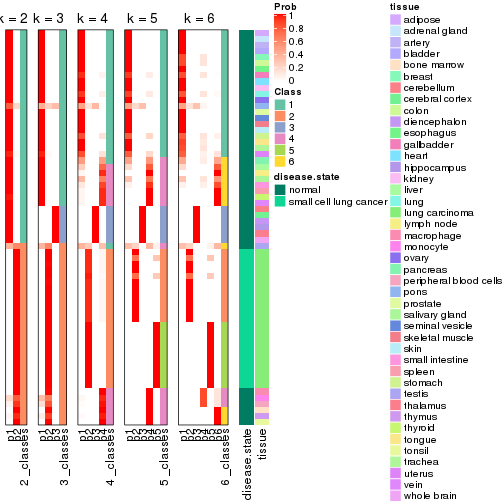 k = 2
k = 3
k = 4
k = 5
k = 6
p1
p2
2_classes
p1
p2
p3
3_classes
p1
p2
p3
p4
4_classes
p1
p2
p3
p4
p5
5_classes
p1
p2
p3
p4
p5
p6
6_classes
disease.state
tissue
Prob
1
0.8
0.6
0.4
0.2
0
Class
1
2
3
4
5
6
disease.state
normal
small cell lung cancer
tissue
adipose
adrenal gland
artery
bladder
bone marrow
breast
cerebellum
cerebral cortex
colon
diencephalon
esophagus
gallbladder
heart
hippocampus
kidney
liver
lung
lung carcinoma
lymph node
macrophage
monocyte
ovary
pancreas
peripheral blood cells
pons
prostate
salivary gland
seminal vesicle
skeletal muscle
skin
small intestine
spleen
stomach
testis
thalamus
thymus
thyroid
tongue
tonsil
trachea
uterus
vein
whole brain